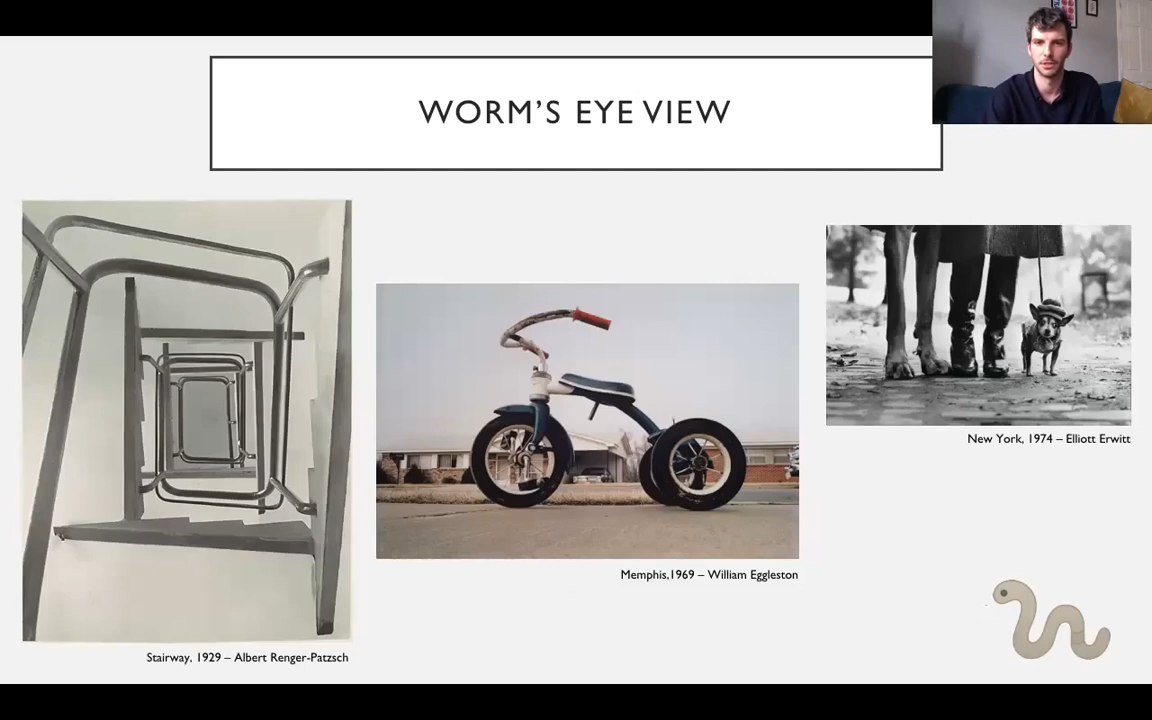 WORM'S EYE VIEW
New York, 1974 – Elliott Erwitt
Memphis,1969 – William Eggleston
Stairway, 1929 – Albert Renger-Patzsch